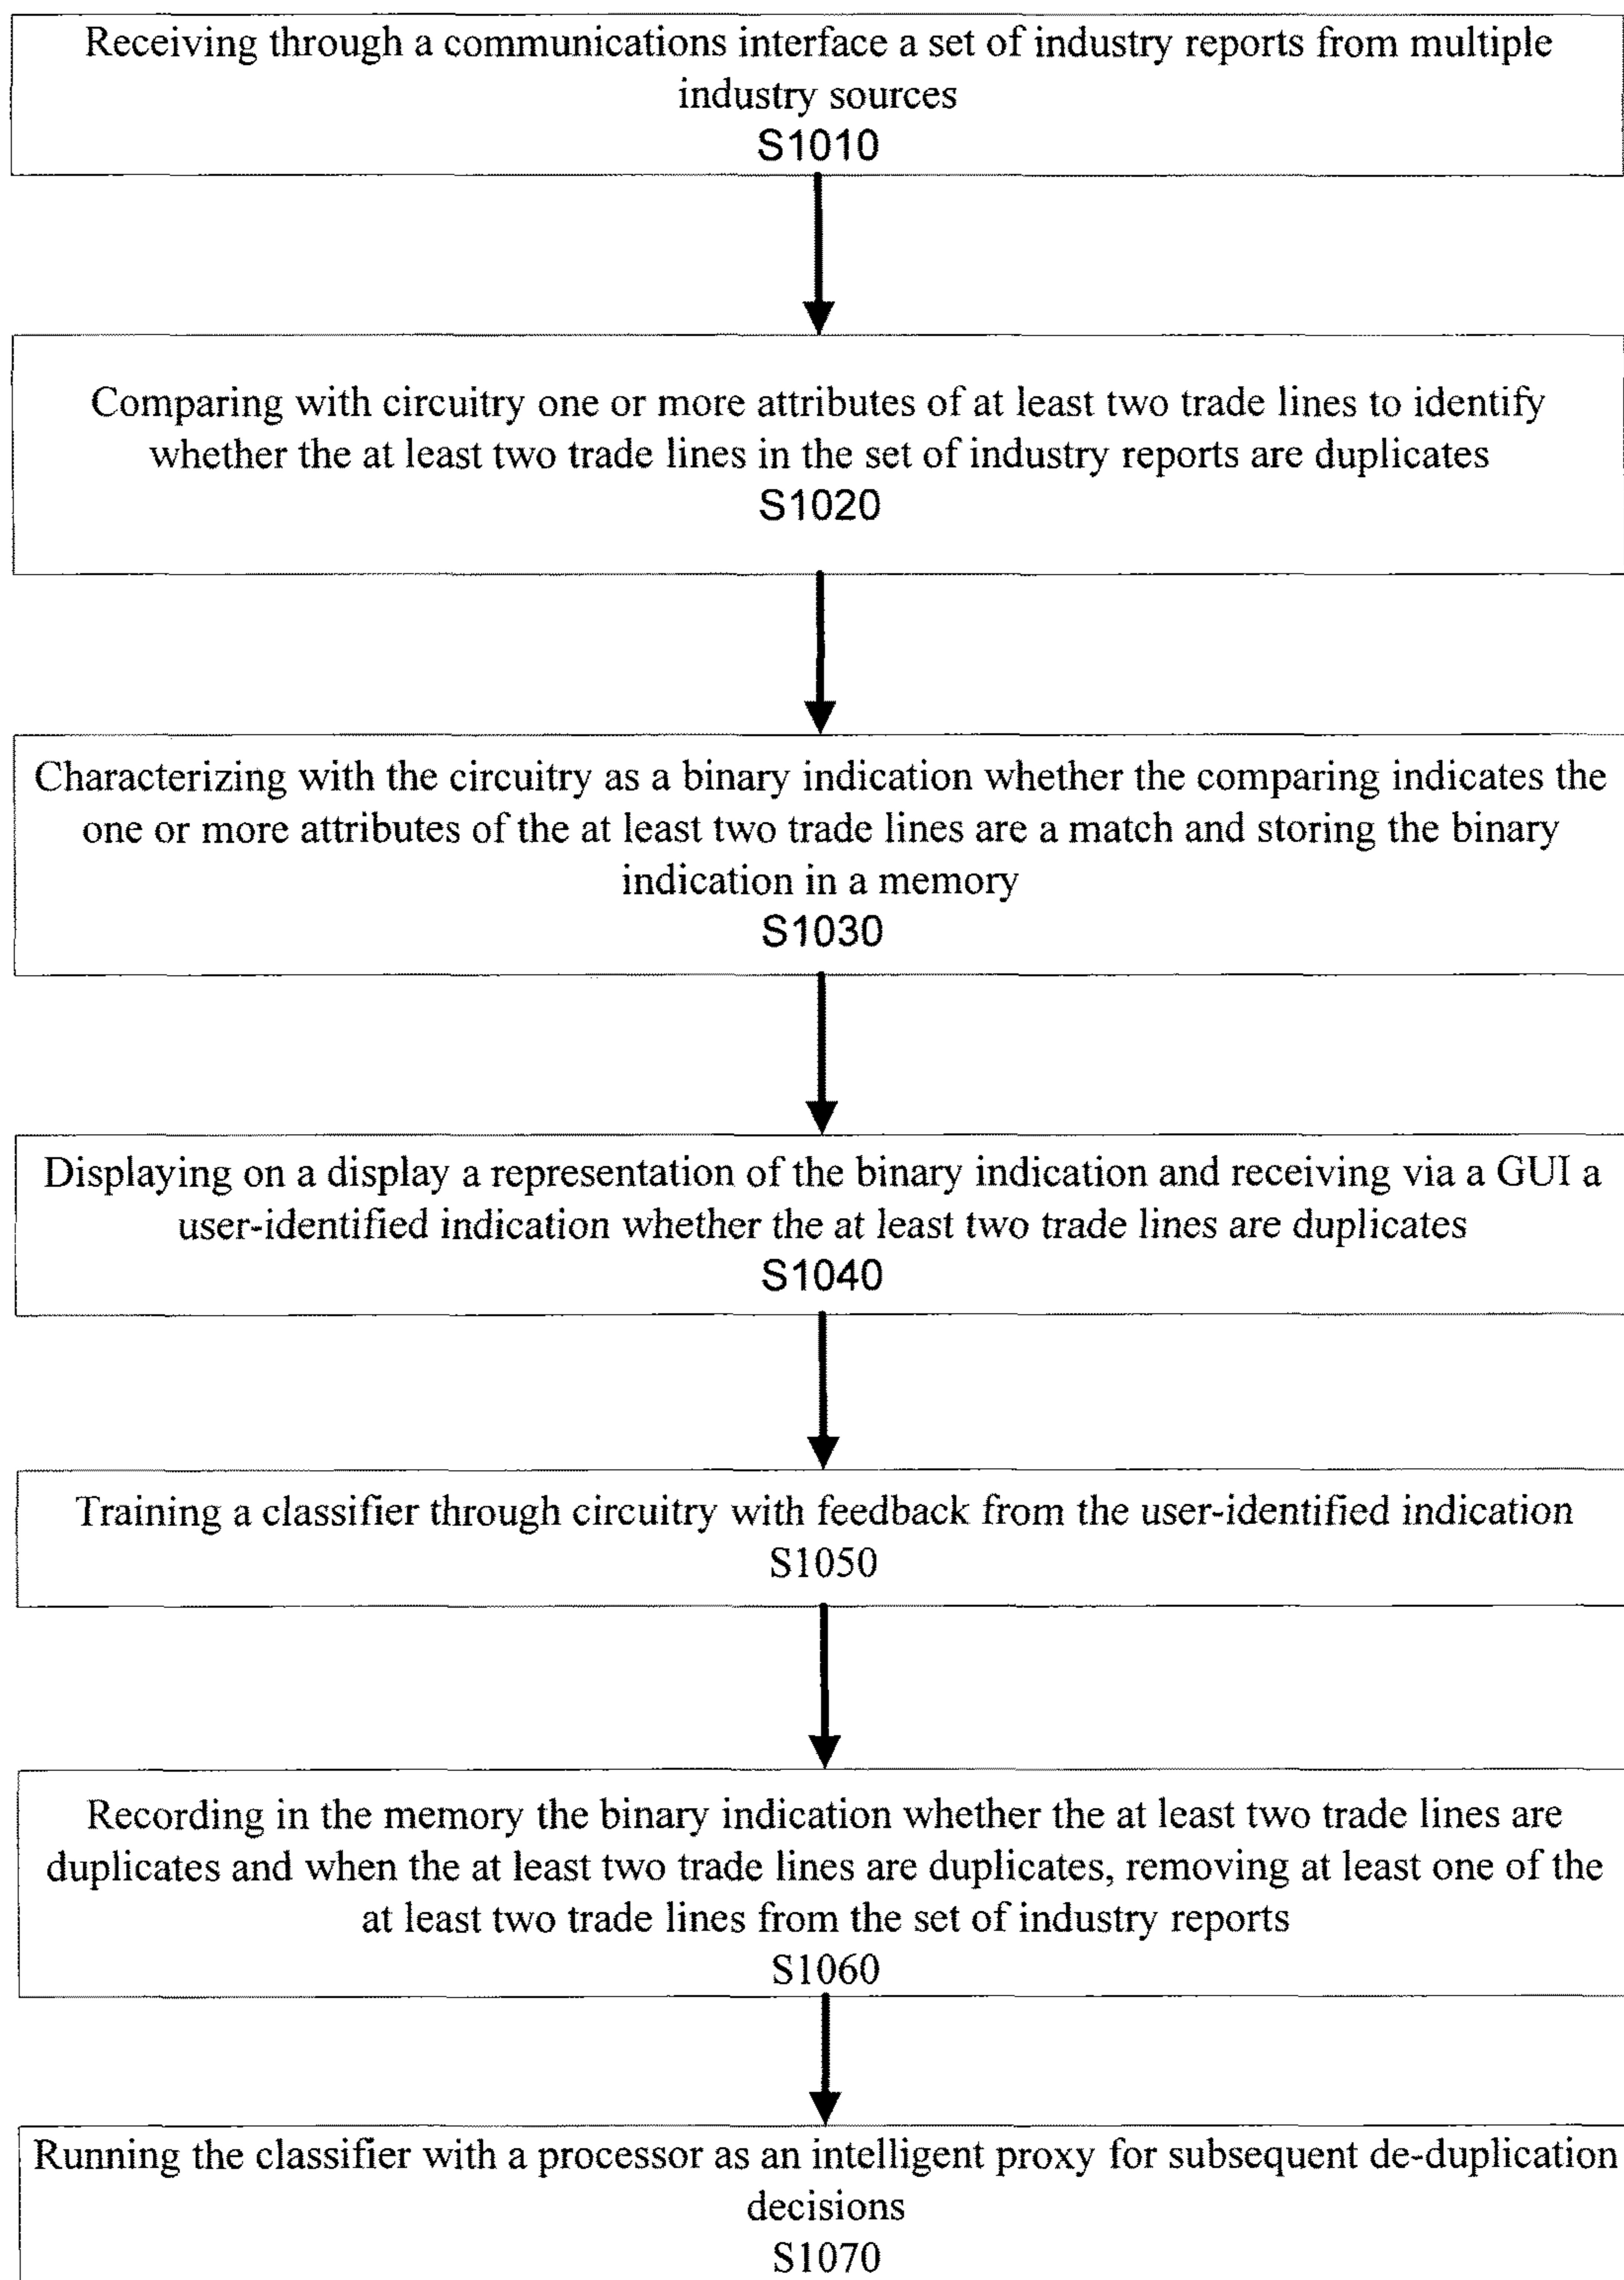 Receiving through a communications interface a set of industry reports from multiple
industry sources
S1010
Comparing with circuitry one or more attributes of at least two trade lines to identify
whether the at least two trade lines in the set of industry reports are duplicates
S1020
Characterizing with the circuitry as a binary indication whether the comparing indicates the
one or more attributes of the at least two trade lines are a match and storing the binary
indication in a memory
S1030
Displaying on a display a representation of the binary indication and receiving via a GUI a
user-identified indication whether the at least two trade lines are duplicates
S1040
Training a classifier through circuitry with feedback from the user-identified indication
S1050
Recording in the memory the binary indication whether the at least two trade lines are
duplicates and when the at least two trade lines are duplicates, removing at least one of the
at least two trade lines from the set of industry reports
S1060
Running the classifier with a processor as an intelligent proxy for subsequent de-duplication
decisions
S1070